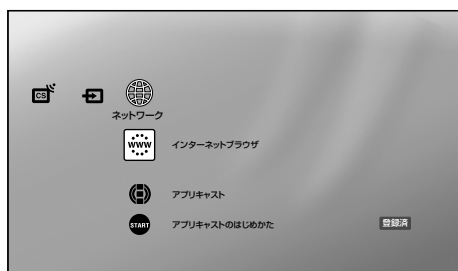 CS
ネットワーク
WWW
インターネットブラウザ
アプリキャスト
START
アプリキャストのはじめかた
登録済